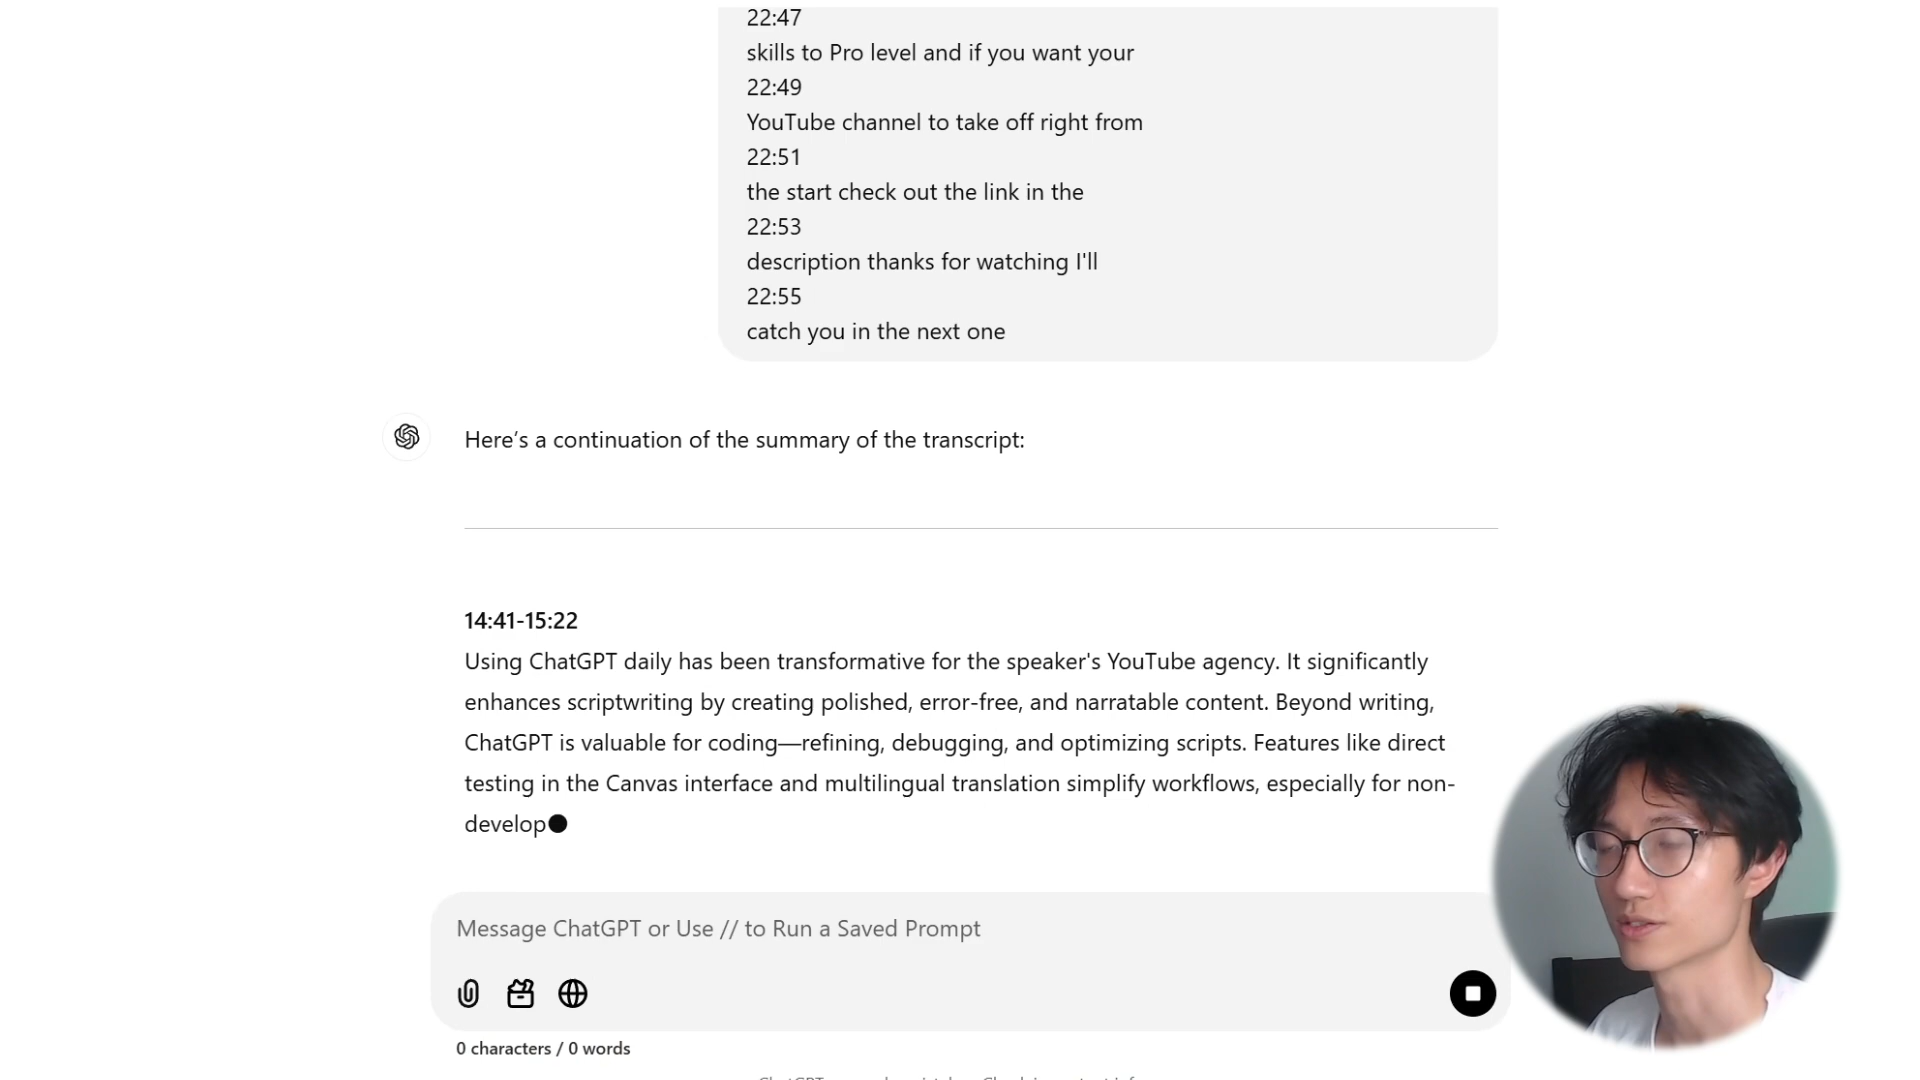 22:47
skills to Pro level and if you want your
22:49
YouTube channel to take off right from
22:51
the start check out the link in the
22:53
description thanks for watching I'll
22:55
catch you in the next one
Here’s a continuation of the summary of the transcript:
14:41-15:22
Using ChatGPT daily has been transformative for the speaker's YouTube agency. It significantly
enhances scriptwriting by creating polished, error-free, and narratable content. Beyond writing,
ChatGPT is valuable for coding—refining, debugging, and optimizing scripts. Features like direct
testing in the Canvas interface and multilingual translation simplify workflows, especially for non-
develop
Message ChatGPT or Use // to Run a Saved Prompt
0 characters / 0 words